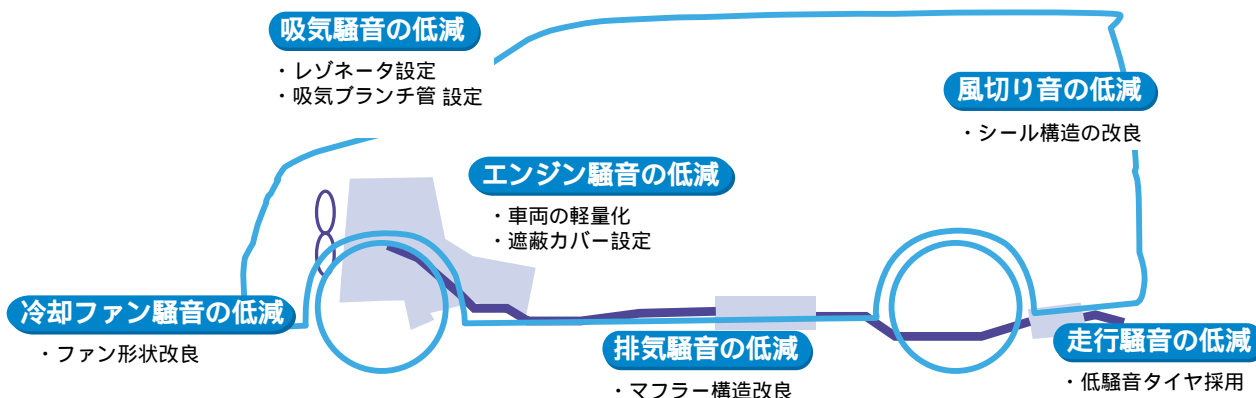 吸気騒音の低減
・レゾネータ設定
・吸気ブランチ管 設定
風切り音の低減
・シール構造の改良
エンジン騒音の低減
・車両の軽量化
・遮蔽カバー設定
冷却ファン騒音の低減
・ファン形状改良
排気騒音の低減
・マフラー構造改良
走行騒音の低減
・低騒音タイヤ採用